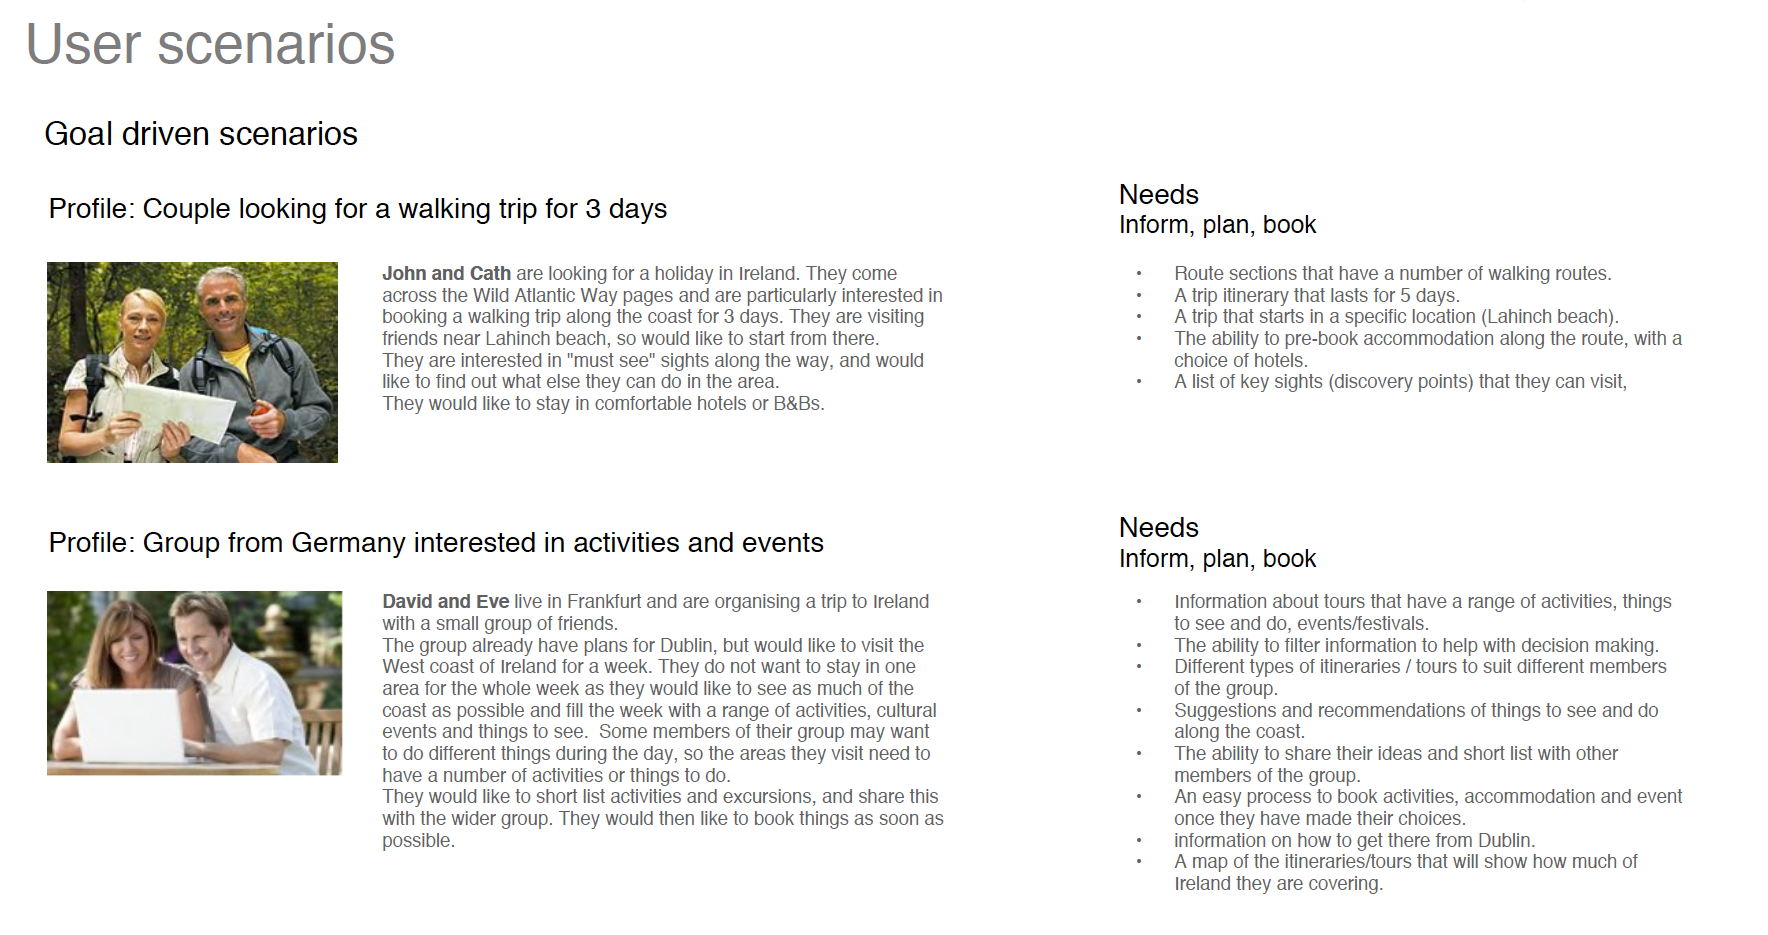 User scenarios
Goal driven scenarios
Profile: Couple looking for a walking trip for 3 days
John and Cath are looking for a holiday in Ireland. They come
across the Wild Atlantic Way pages and are particularly interested in
booking a walking trip along the coast for 3 days. They are visiting
friends near Lahinch beach, so would like to start from there.
They are interested in "must see" sights along the way, and would
like to find out what else they can do in the area.
They would like to stay in comfortable hotels or B&Bs.
Needs
Inform, plan, book
• Route sections that have a number of walking routes.
• A trip itinerary that lasts for 5 days.
• A trip that starts in a specific location (Lahinch beach).
• The ability to pre-book accommodation along the route, with a
choice of hotels.
• A list of key sights (discovery points) that they can visit,
Profile: Group from Germany interested in activities and events
David and Eve live in Frankfurt and are organising a trip to Ireland
with a small group of friends.
The group already have plans for Dublin, but would like to visit the
West coast of Ireland for a week. They do not want to stay in one
area for the whole week as they would like to see as much of the
coast as possible and fill the week with a range of activities, cultural
events and things to see.  Some members of their group may want
to do different things during the day, so the areas they visit need to
have a number of activities or things to do.
They would like to short list activities and excursions, and share this
with the wider group. They would then like to book things as soon as
possible.
Needs
Inform, plan, book
• Information about tours that have a range of activities, things
to see and do, events/festivals.
• The ability to filter information to help with decision making.
• Different types of itineraries / tours to suit different members
of the group.
• Suggestions and recommendations of things to see and do
along the coast.
• The ability to share their ideas and short list with other
members of the group.
• An easy process to book activities, accommodation and event
once they have made their choices.
• information on how to get there from Dublin.
• A map of the itineraries/tours that will show how much of
Ireland they are covering.